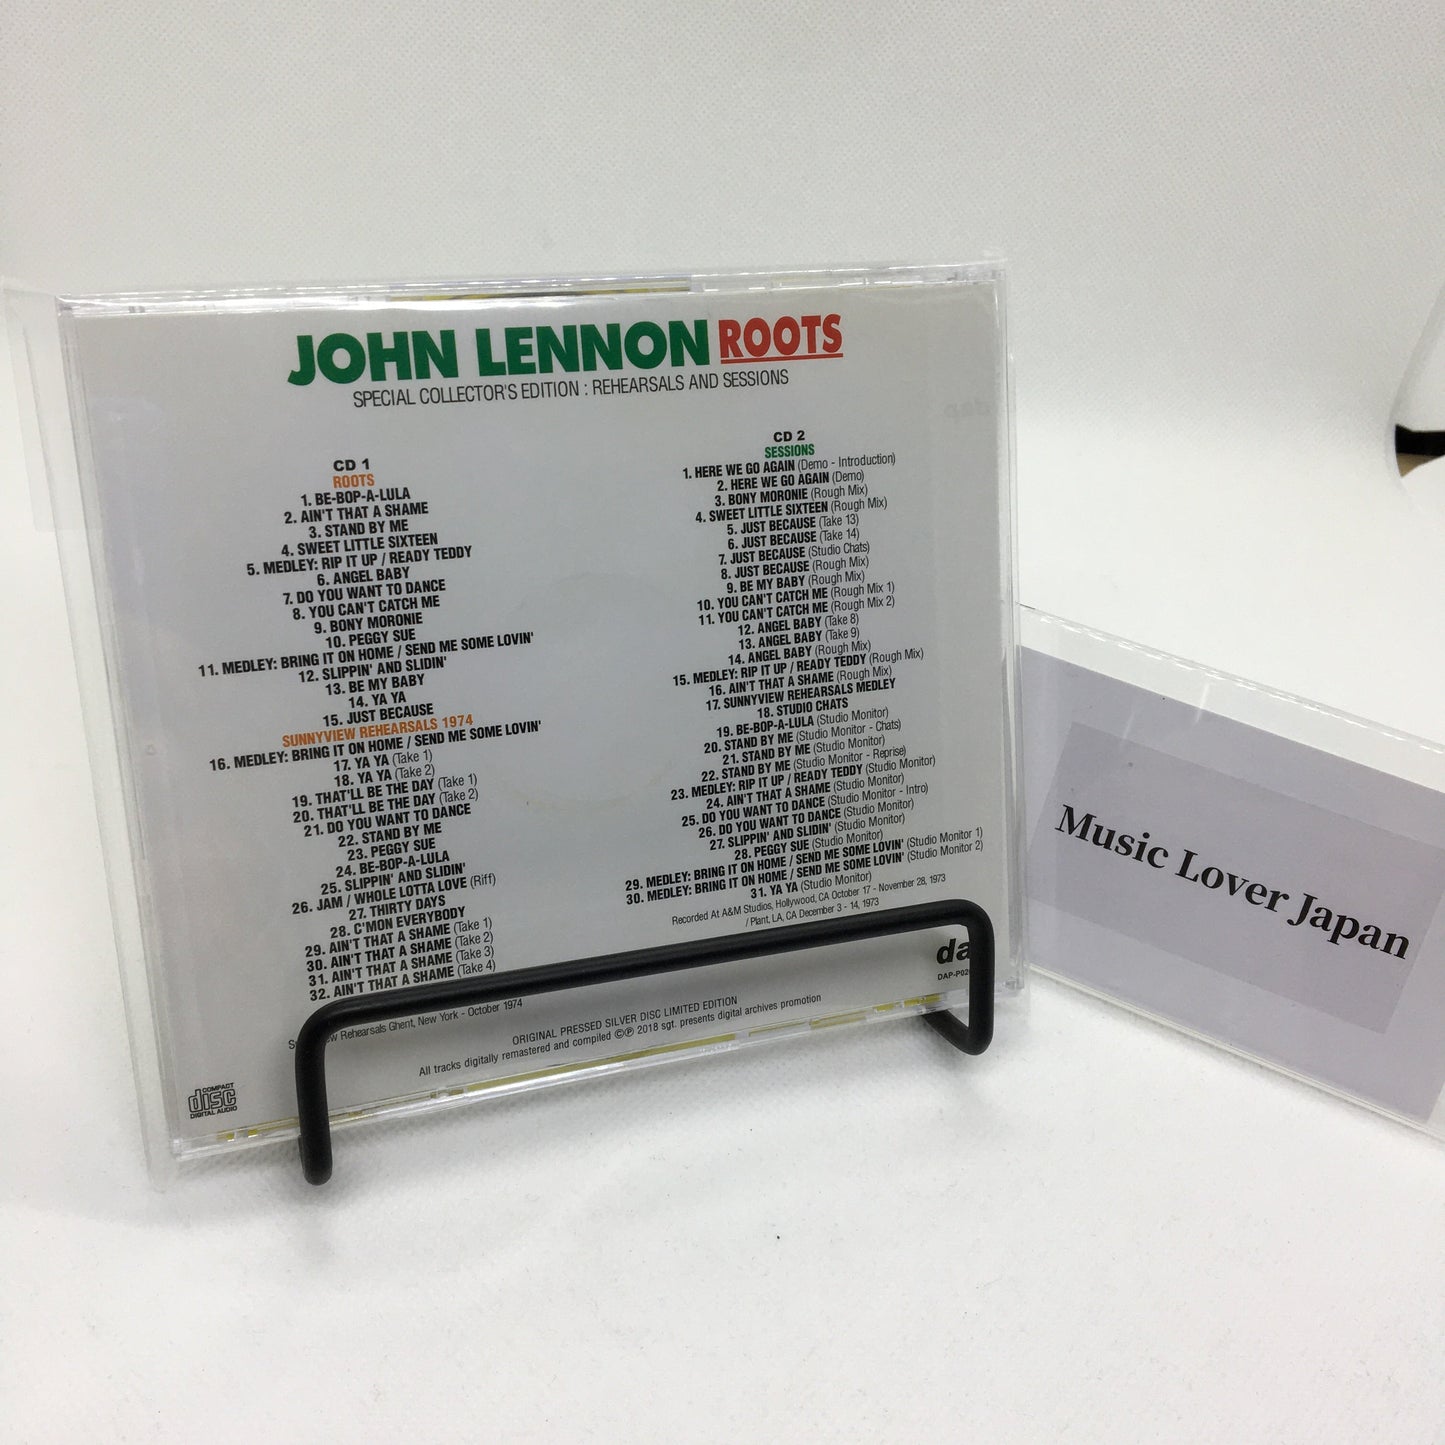 JOHN LENNON ROOTS
SPECIAL COLLECTOR'S EDITION : REHEARSALS AND SESSIONS
CD 1
ROOTS
1. BE-BOP-A-LULA
2. AIN'T THAT A SHAME
3. STAND BY ME
4. SWEET LITTLE SIXTEEN
5. MEDLEY: RIP IT UP / READY TEDDY
6. ANGEL BABY
7. DO YOU WANT TO DANCE
8. YOU CAN'T CATCH ME
9. BONY MORONIE
10. PEGGY SUE
11. MEDLEY: BRING IT ON HOME / SEND ME SOME LOVIN'
12. SLIPPIN' AND SLIDIN'
13. BE MY BABY
14. YA YA
15. JUST BECAUSE
SUNNYVIEW REHEARSALS 1974
16. MEDLEY: BRING IT ON HOME / SEND ME SOME LOVIN'
17. YA YA (Take 1)
18. YA YA (Take 2)
19. THAT'LL BE THE DAY (Take 1)
20. THAT'LL BE THE DAY (Take 2)
21. DO YOU WANT TO DANCE
22. STAND BY ME
23. PEGGY SUE
24. BE-BOP-A-LULA
25. SLIPPIN' AND SLIDIN'
26. JAM / WHOLE LOTTA LOVE (Riff)
27. THIRTY DAYS
28. C'MON EVERYBODY
29. AIN'T THAT A SHAME (Take 1)
30. AIN'T THAT A SHAME (Take 2)
31. AIN'T THAT A SHAME (Take 3)
32. AIN'T THAT A SHAME (Take 4)
Rehearsals Ghent, New York - October 1974
CD 2
SESSIONS
1. HERE WE GO AGAIN (Demo - Introduction)
2. HERE WE GO AGAIN (Demo)
3. BONY MORONIE (Rough Mix)
4. SWEET LITTLE SIXTEEN (Rough Mix)
5. JUST BECAUSE (Take 13)
6. JUST BECAUSE (Take 14)
7. JUST BECAUSE (Studio Chats)
8. JUST BECAUSE (Rough Mix)
9. BE MY BABY (Rough Mix)
10. YOU CAN'T CATCH ME (Rough Mix 1)
11. YOU CAN'T CATCH ME (Rough Mix 2)
12. ANGEL BABY (Take 8)
13. ANGEL BABY (Take 9)
14. ANGEL BABY (Rough Mix)
15. MEDLEY: RIP IT UP / READY TEDDY (Rough Mix)
16. AIN'T THAT A SHAME (Rough Mix)
17. SUNNYVIEW REHEARSALS MEDLEY
18. STUDIO CHATS
19. BE-BOP-A-LULA (Studio Monitor)
20. STAND BY ME (Studio Monitor - Chats)
21. STAND BY ME (Studio Monitor)
22. STAND BY ME (Studio Monitor - Reprise)
23. MEDLEY: RIP IT UP / READY TEDDY (Studio Monitor)
24. AIN'T THAT A SHAME (Studio Monitor)
25. DO YOU WANT TO DANCE (Studio Monitor - Intro)
26. DO YOU WANT TO DANCE (Studio Monitor)
27. SLIPPIN' AND SLIDIN' (Studio Monitor)
28. PEGGY SUE (Studio Monitor)
29. MEDLEY: BRING IT ON HOME / SEND ME SOME LOVIN' (Studio Monitor 1)
30. MEDLEY: BRING IT ON HOME / SEND ME SOME LOVIN' (Studio Monitor 2)
31. YA YA (Studio Monitor)
Recorded At A&M Studios, Hollywood, CA October 17 - November 28, 1973
/ Plant, LA, CA December 3 - 14, 1973
ORIGINAL PRESSED SILVER DISC LIMITED EDITION
All tracks digitally remastered and compiled ©℗ 2018 sgt. presents digital archives promotion
COMPACT
disc
DIGITAL AUDIO
Music Lover Japan